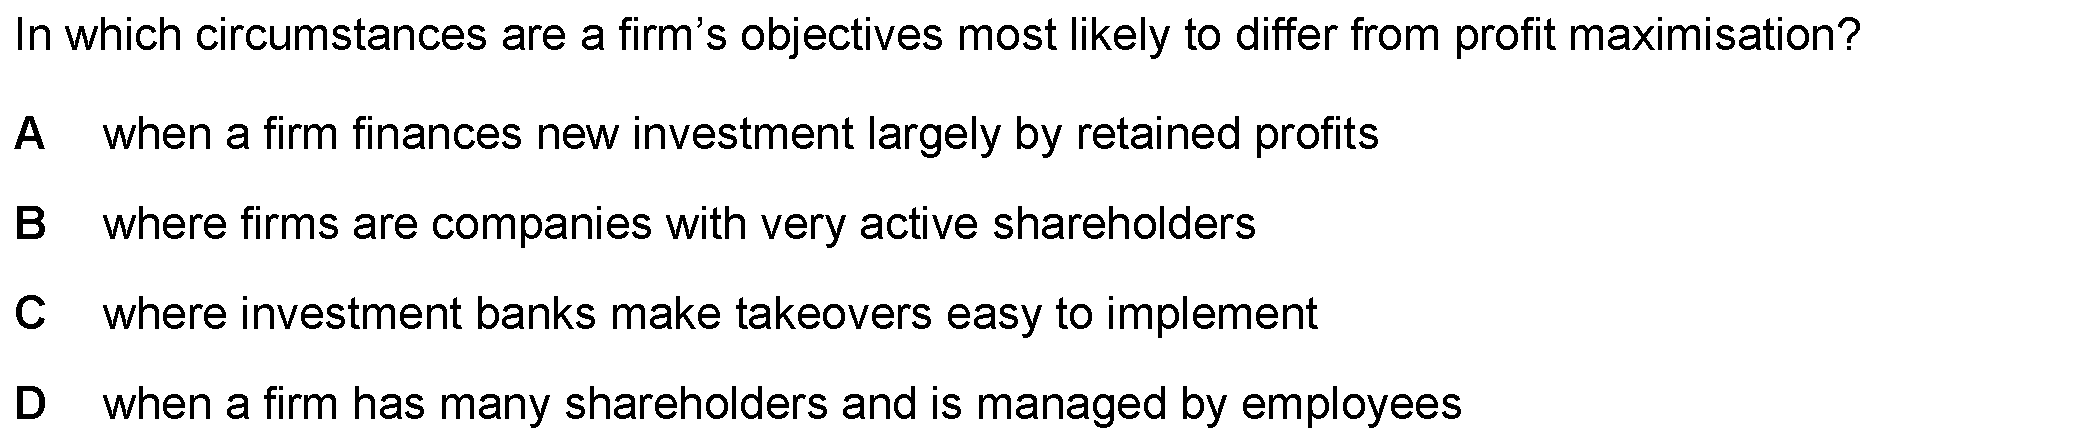 In which circumstances are a firm’s objectives most likely to differ from profit maximisation?
A when a firm finances new investment largely by retained profits
B where firms are companies with very active shareholders
C where investment banks make takeovers easy to implement
D when a firm has many shareholders and is managed by employees